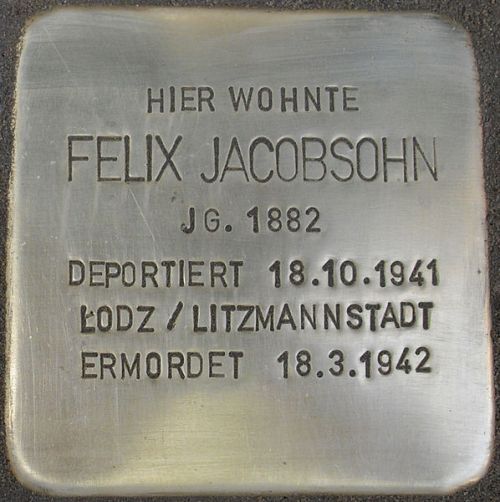 HIER WOHNTE
FELIX JACOBSOHN
JG. 1882
DEPORTIERT 18.10.1941
ŁODZ / LITZMANNSTADT
ERMORDET 18.3.1942